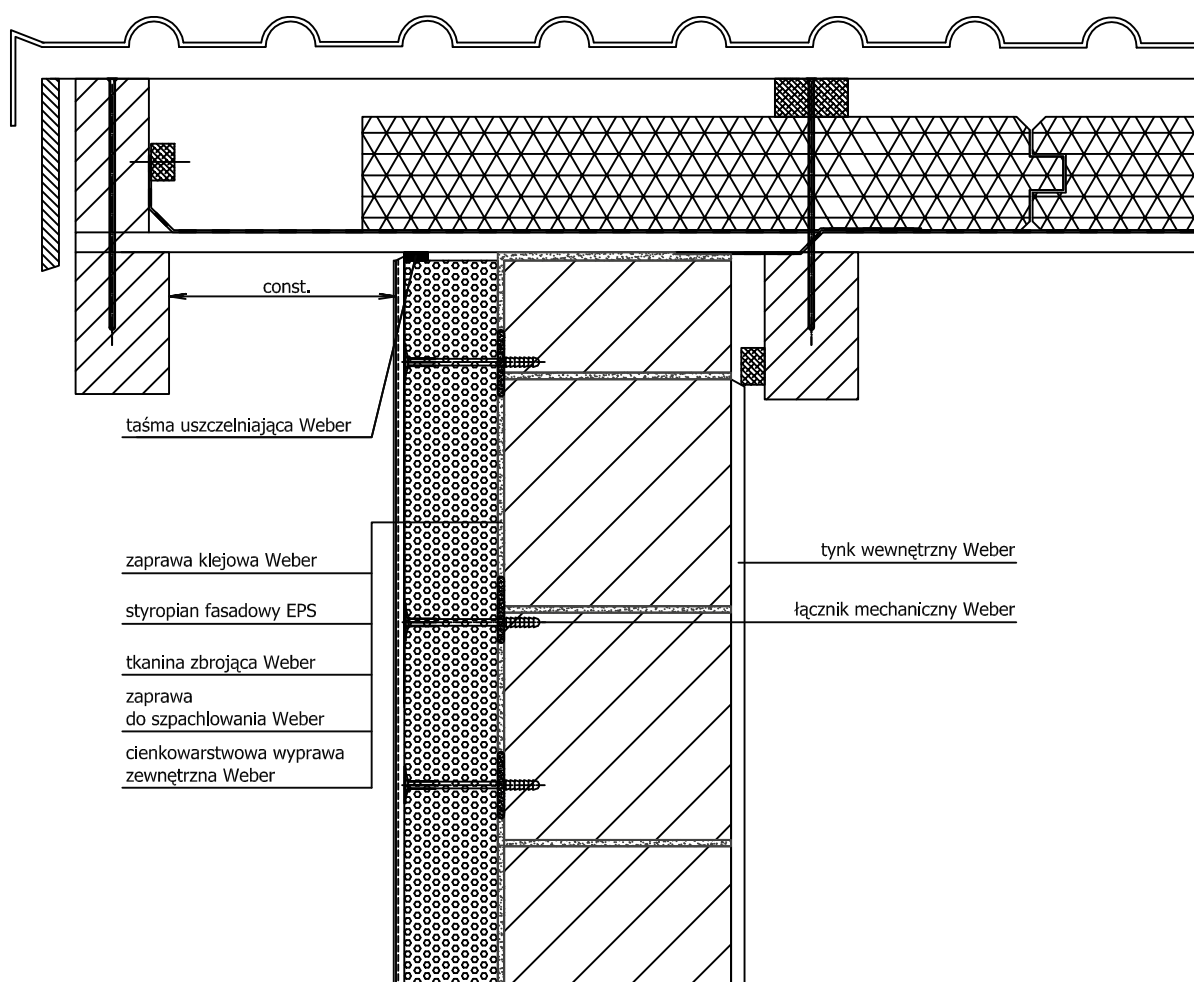 const.
taśma uszczelniająca Weber
zaprawa klejowa Weber
styropian fasadowy EPS
tkanina zbrojąca Weber
zaprawa
do szpachlowania Weber
cienkowarstwowa wyprawa
zewnętrzna Weber
tynk wewnętrzny Weber
łącznik mechaniczny Weber